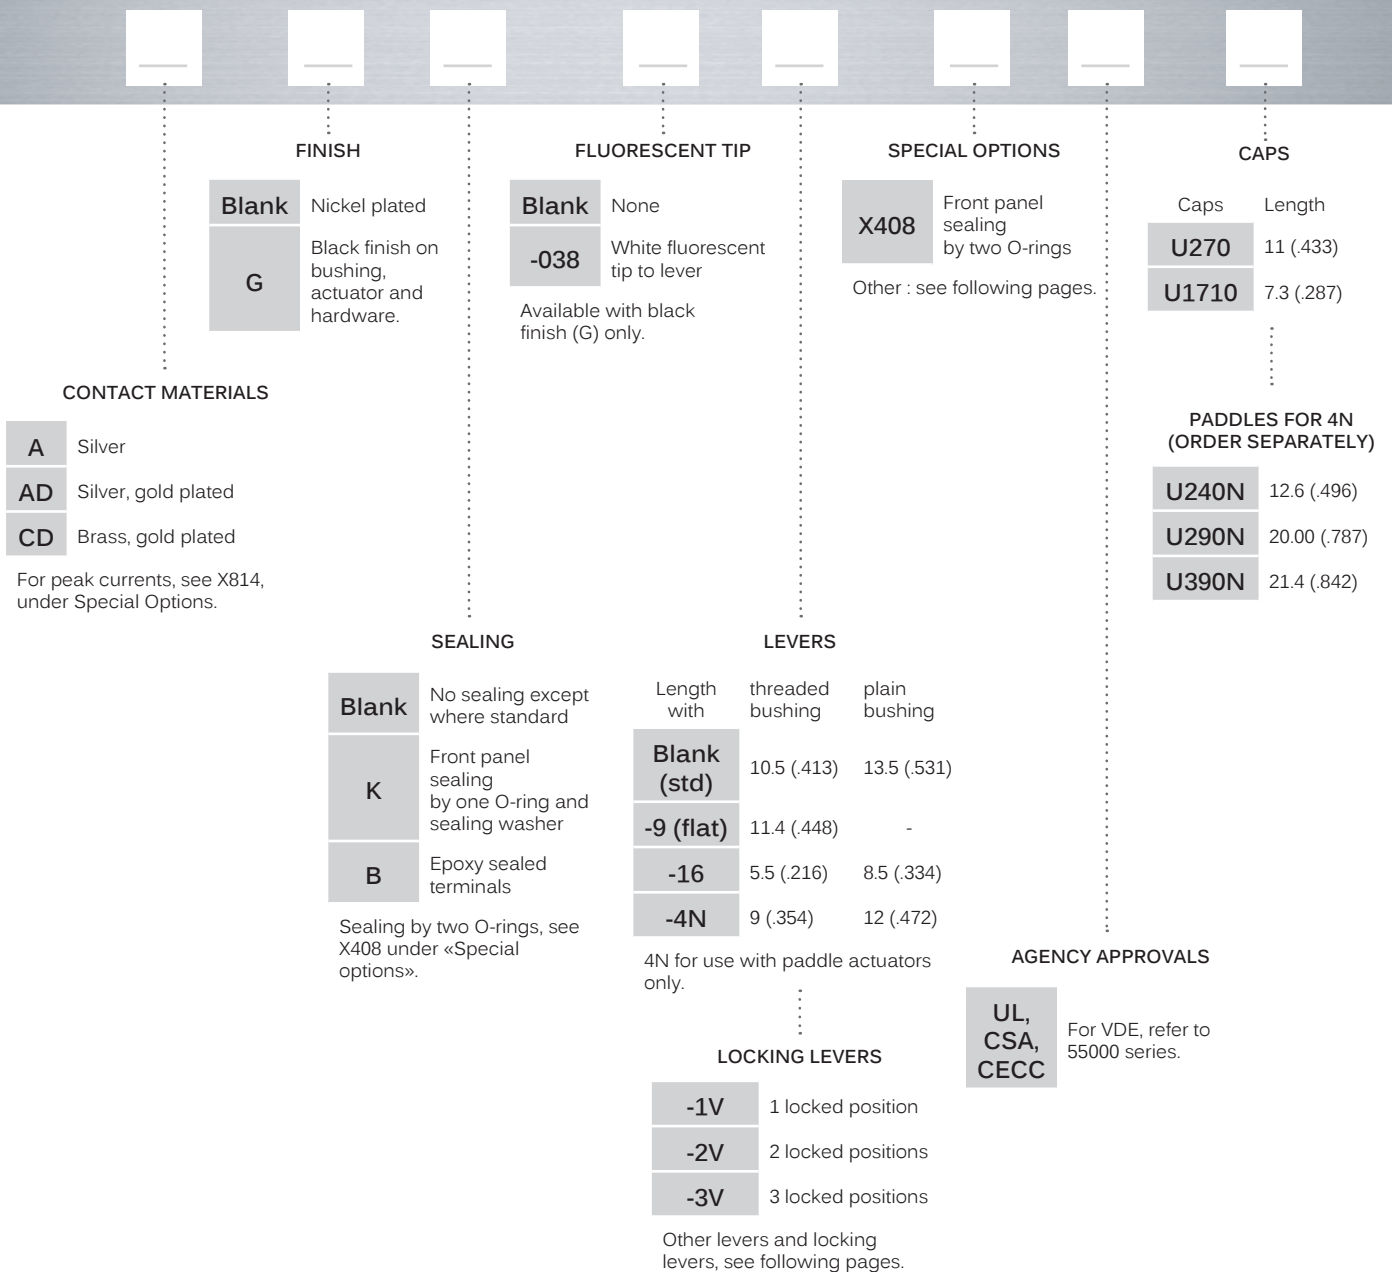 FINISH
Blank Nickel plated
G Black finish on
bushing,
actuator and
hardware.
FLUORESCENT TIP
Blank None
-038 White fluorescent
tip to lever
Available with black
finish (G) only.
SPECIAL OPTIONS
X408 Front panel
sealing
by two O-rings
Other : see following pages.
CAPS
Caps Length
U270 11 (.433)
U1710 7.3 (.287)
PADDLES FOR 4N
(ORDER SEPARATELY)
U240N 12.6 (.496)
U290N 20.00 (.787)
U390N 21.4 (.842)
CONTACT MATERIALS
A Silver
AD Silver, gold plated
CD Brass, gold plated
For peak currents, see X814,
under Special Options.
SEALING
Blank No sealing except
where standard
K Front panel
sealing
by one O-ring and
sealing washer
B Epoxy sealed
terminals
Sealing by two O-rings, see
X408 under «Special
options».
LEVERS
Length threaded plain
with bushing bushing
Blank
(std) 10.5 (.413) 13.5 (.531)
-9 (flat) 11.4 (.448) -
-16 5.5 (.216) 8.5 (.334)
-4N 9 (.354) 12 (.472)
4N for use with paddle actuators
only.
LOCKING LEVERS
-1V 1 locked position
-2V 2 locked positions
-3V 3 locked positions
Other levers and locking
levers, see following pages.
AGENCY APPROVALS
UL,
CSA,
CECC
For VDE, refer to
55000 series.